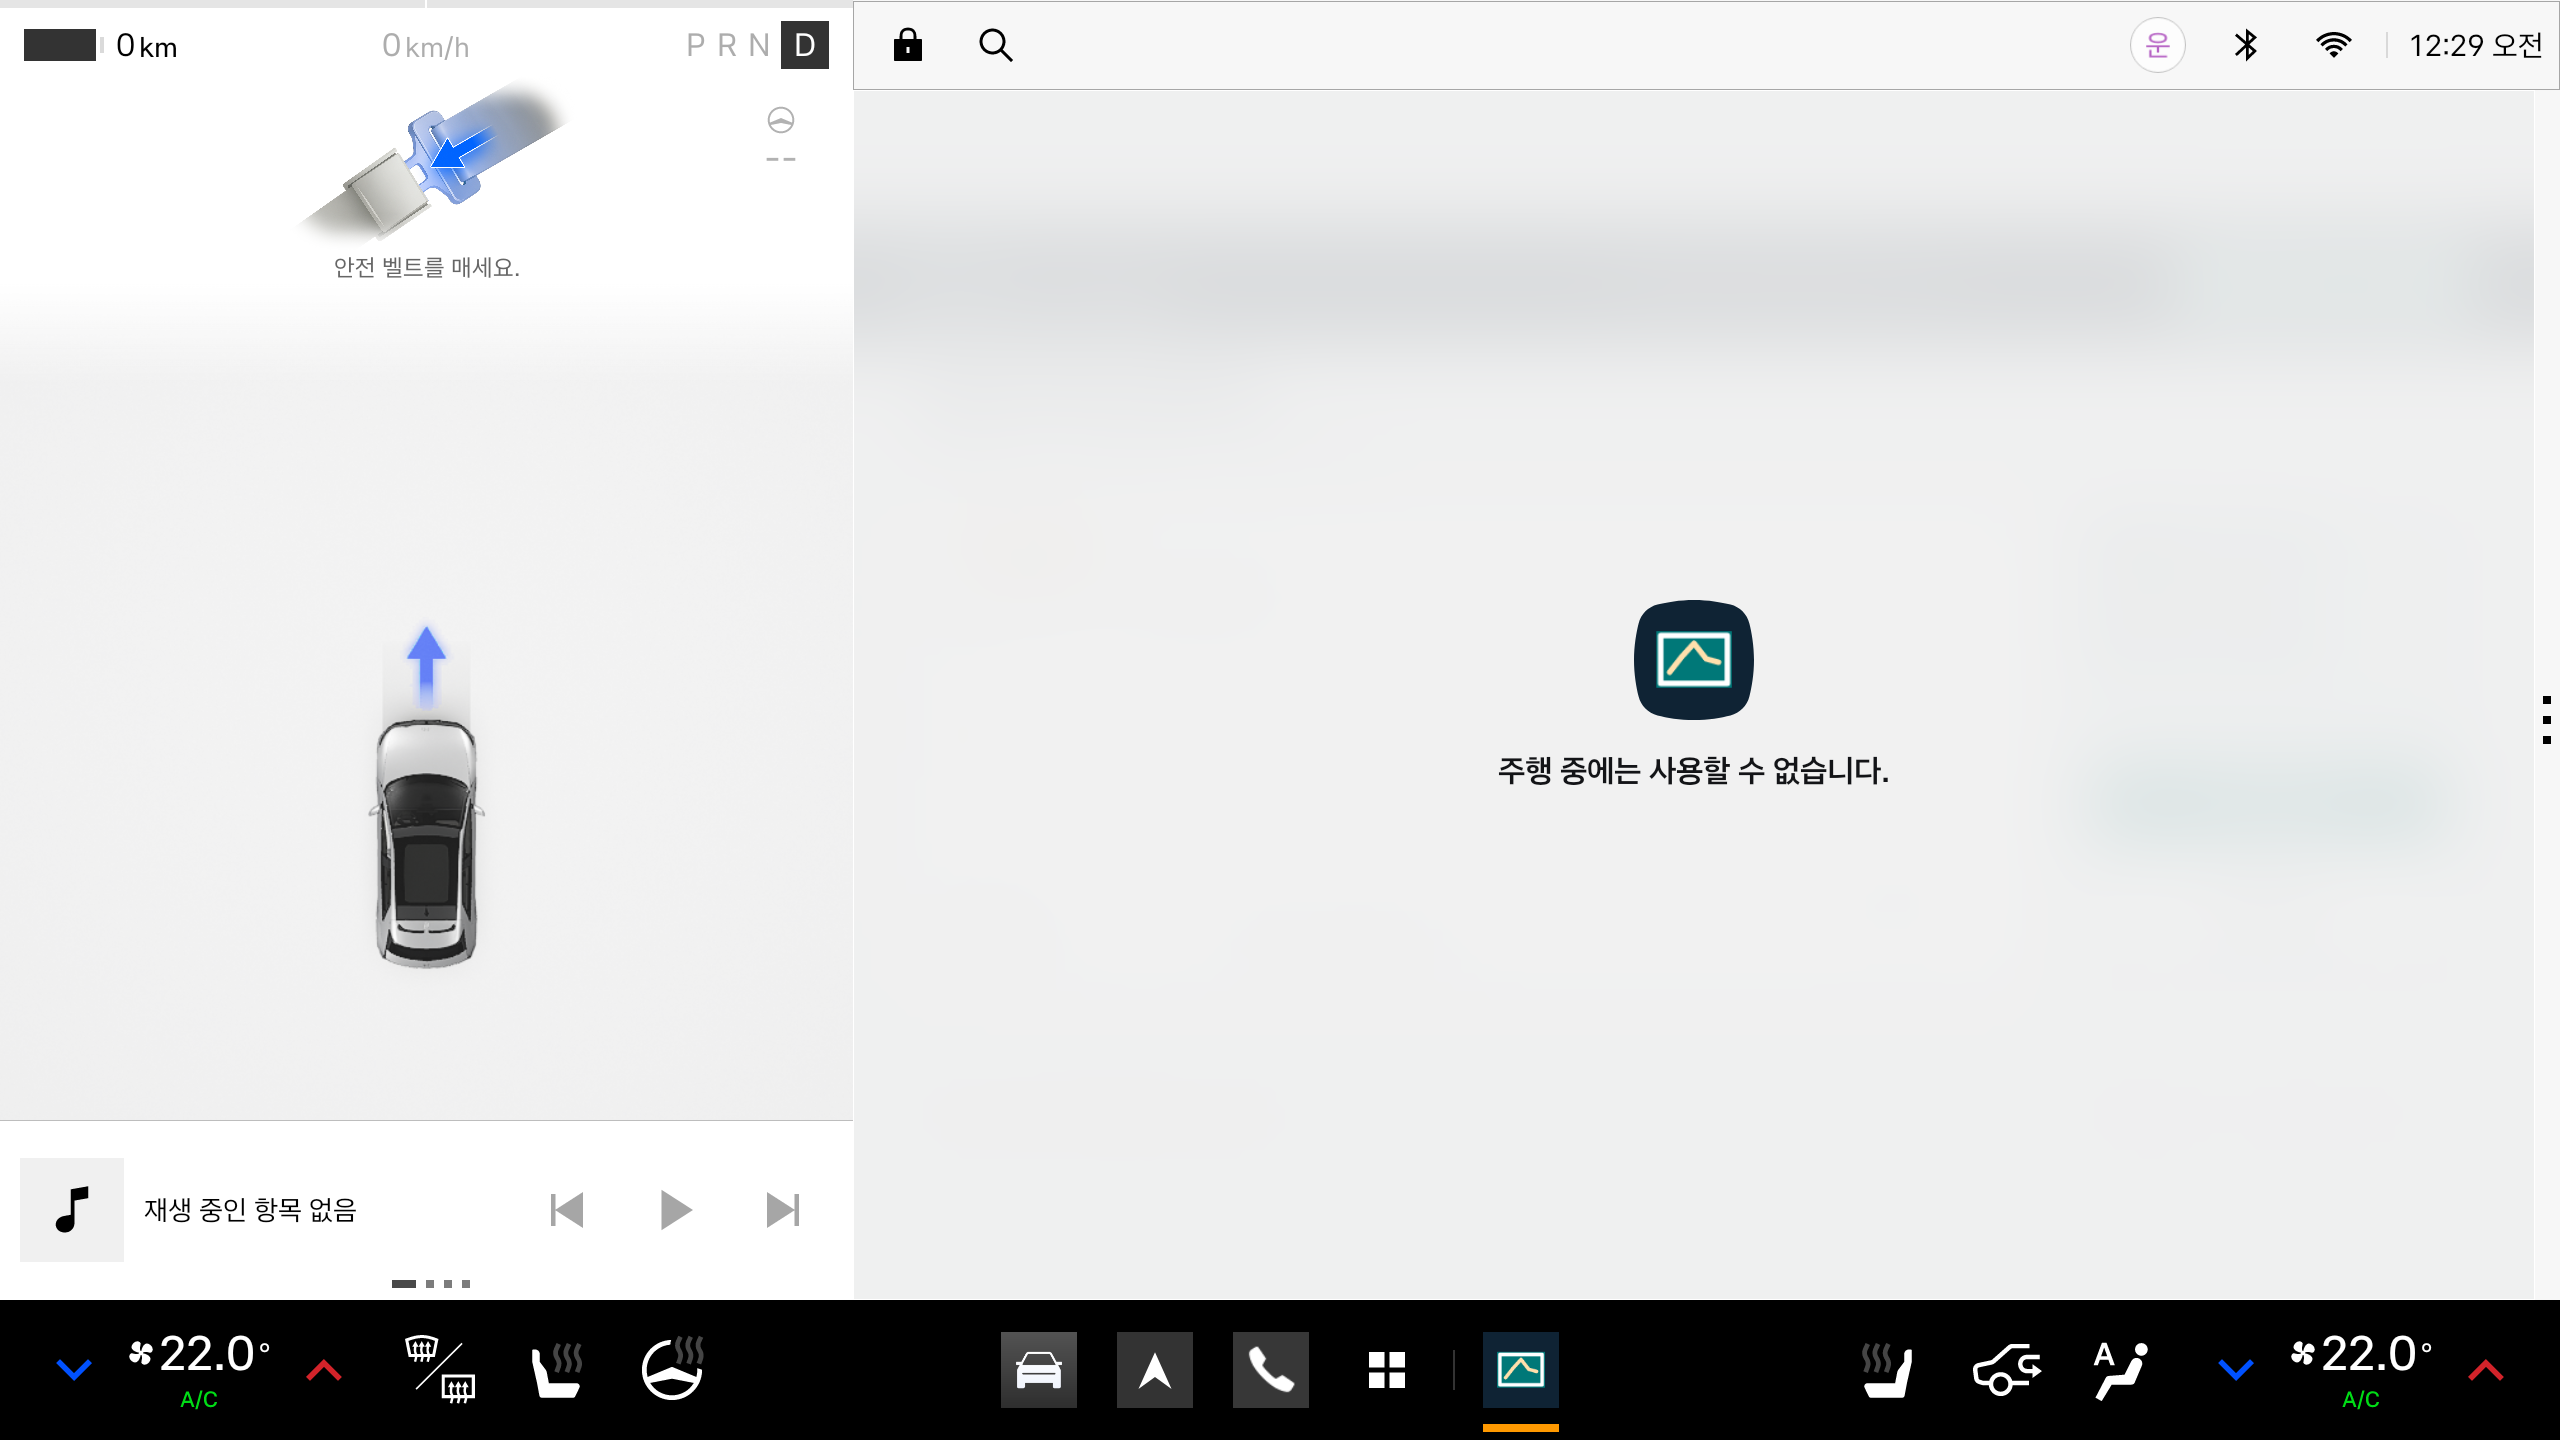 0 km
0 km/h
P R N D
운
12:29 오전
안전 벨트를 매세요.
--
주행 중에는 사용할 수 없습니다.
재생 중인 항목 없음
22.0°
A/C
A
22.0°
A/C